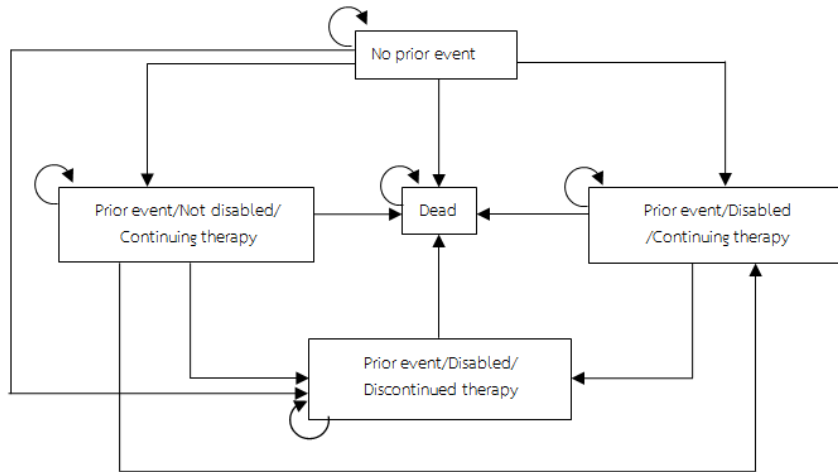 No prior event
Prior event/Not disabled/
Continuing therapy
Dead
Prior event/Disabled
/Continuing therapy
Prior event/Disabled/
Discontinued therapy